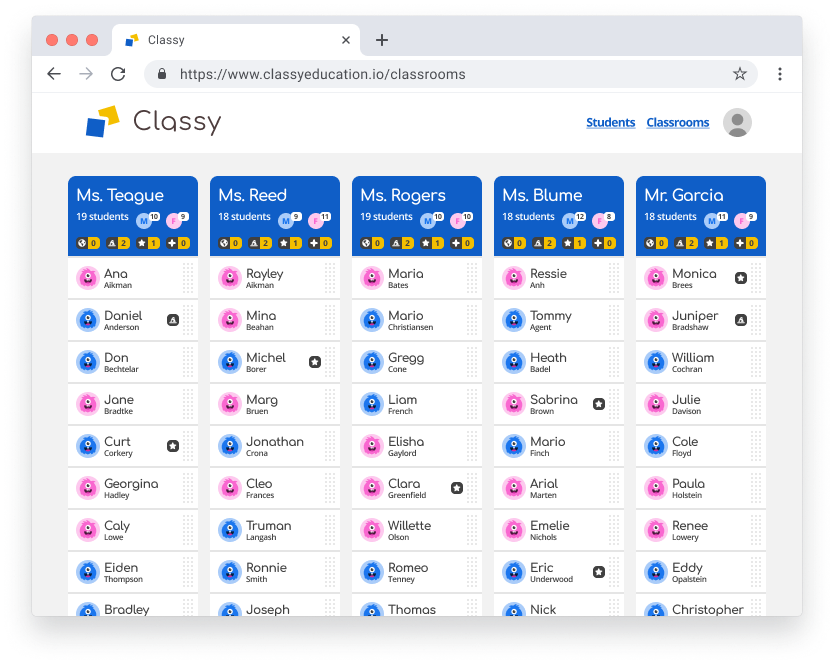 Classy
https://www.classyeducation.io/classrooms
Classy
Students Classrooms
Ms. Teague
19 students M 10 F 9
0 2 1 0
Ana
Aikman
Daniel
Anderson
Don
Bechtelar
Jane
Bradtke
Curt
Corkery
Georgina
Hadley
Caly
Lowe
Eiden
Thompson
Bradley
Ms. Reed
18 students M 9 F 11
0 2 1 0
Rayley
Aikman
Mina
Beahan
Michel
Borer
Marg
Bruen
Jonathan
Crona
Cleo
Frances
Truman
Langash
Ronnie
Smith
Joseph
Ms. Rogers
19 students M 10 F 10
0 2 1 0
Maria
Bates
Mario
Christiansen
Gregg
Cone
Liam
French
Elisha
Gaylord
Clara
Greenfield
Willette
Olson
Romeo
Tenney
Thomas
Ms. Blume
18 students M 12 F 8
0 2 1 0
Ressie
Anh
Tommy
Agent
Heath
Badel
Sabrina
Brown
Mario
Finch
Arial
Marten
Emelie
Nichols
Eric
Underwood
Nick
Mr. Garcia
18 students M 11 F 9
0 2 1 0
Monica
Brees
Juniper
Bradshaw
William
Cochran
Julie
Davison
Cole
Floyd
Paula
Holstein
Renee
Lowery
Eddy
Opalstein
Christopher